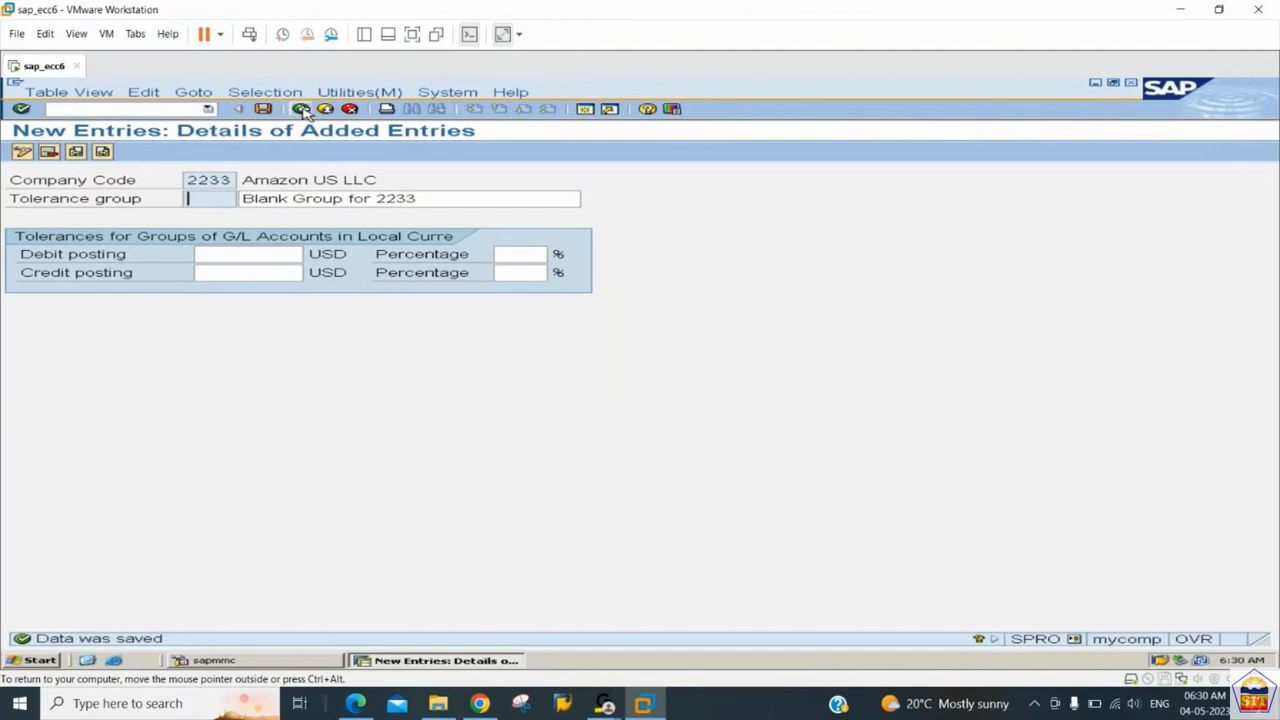 sap_ecc6 - VMware Workstation
File Edit View VM Tabs Help
sap_ecc6
Table View Edit Goto Selection Utilities(M) System Help
SAP
New Entries: Details of Added Entries
Company Code 2233 Amazon US LLC
Tolerance group Blank Group for 2233
Tolerances for Groups of G/L Accounts in Local Curre
Debit posting USD Percentage %
Credit posting USD Percentage %
Data was saved SPRO mycomp OVR
Start sapmmc New Entries: Details o... 6:30 AM
To return to your computer, move the mouse pointer outside or press Ctrl+Alt.
Type here to search 20°C Mostly sunny 06:30 AM
04-05-2023
SIT